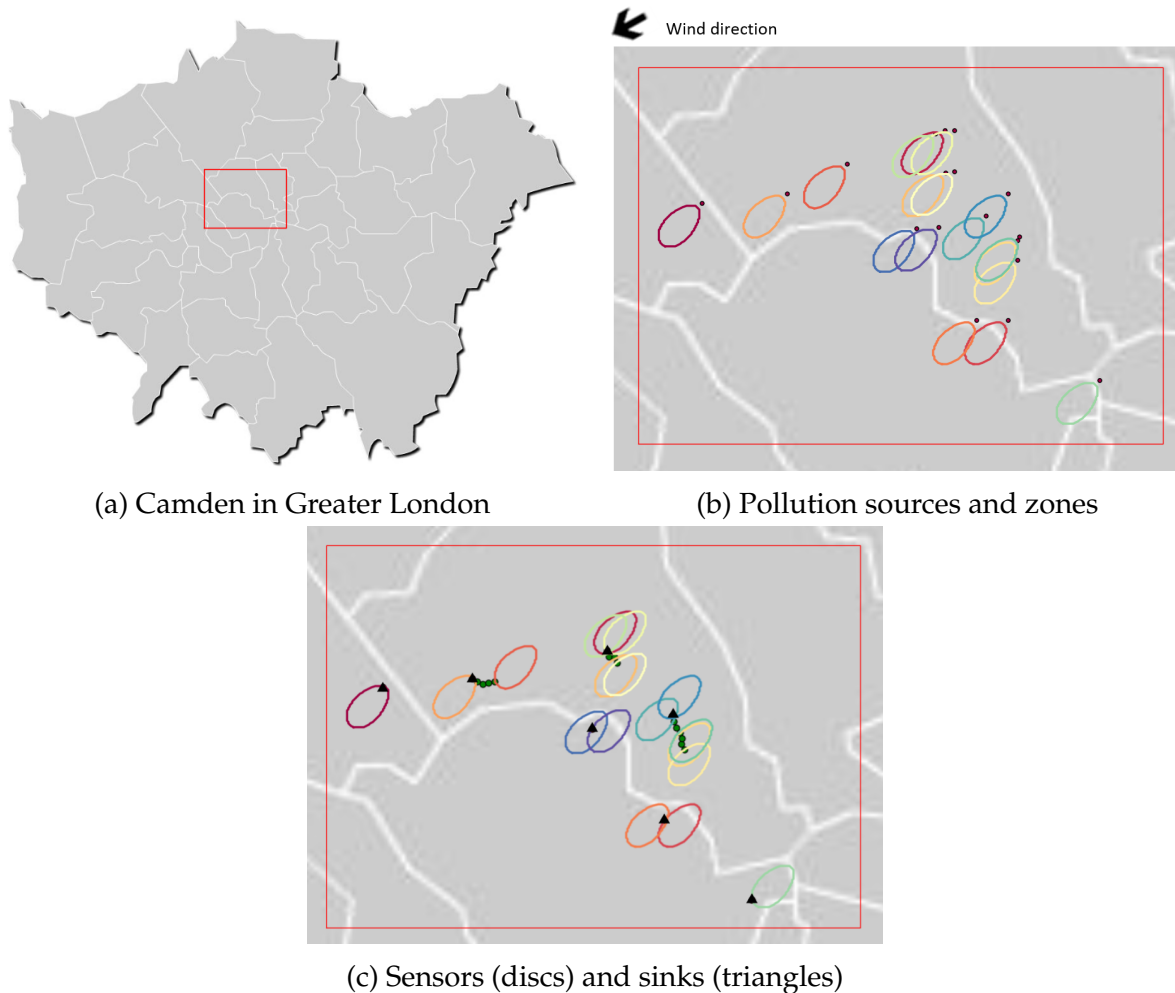 Wind direction
(a) Camden in Greater London
(b) Pollution sources and zones
(c) Sensors (discs) and sinks (triangles)